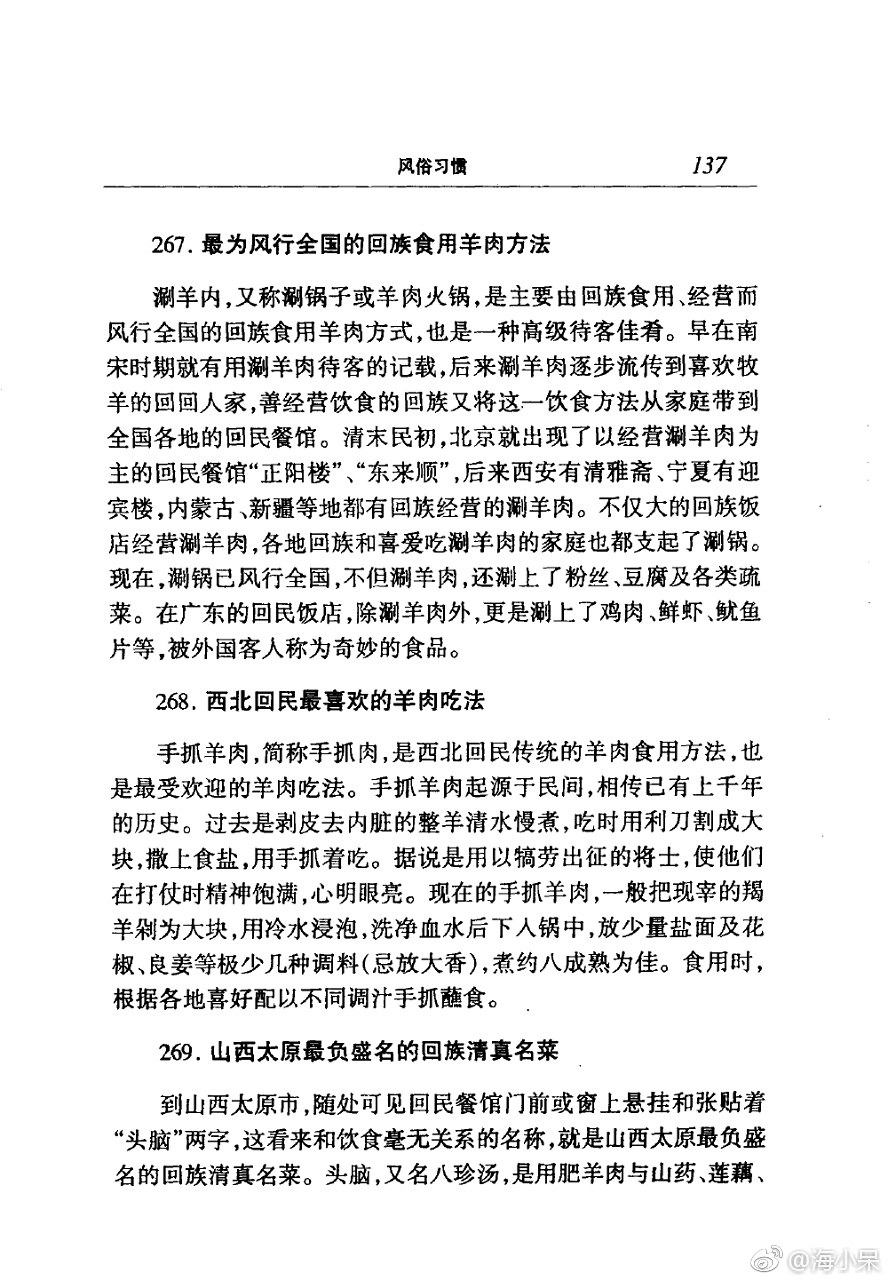 风俗习惯 137
267. 最为风行全国的回族食用羊肉方法
涮羊内,又称涮锅子或羊肉火锅,是主要由回族食用、经营而
风行全国的回族食用羊肉方式,也是一种高级待客佳肴。早在南
宋时期就有用涮羊肉待客的记载,后来涮羊肉逐步流传到喜欢牧
羊的回回人家,善经营饮食的回族又将这一饮食方法从家庭带到
全国各地的回民餐馆。清末民初,北京就出现了以经营涮羊肉为
主的回民餐馆“正阳楼”、“东来顺”,后来西安有清雅斋、宁夏有迎
宾楼,内蒙古、新疆等地都有回族经营的涮羊肉。不仅大的回族饭
店经营涮羊肉,各地回族和喜爱吃涮羊肉的家庭也都支起了涮锅。
现在,涮锅已风行全国,不但涮羊肉,还涮上了粉丝、豆腐及各类疏
菜。在广东的回民饭店,除涮羊肉外,更是涮上了鸡肉、鲜虾、鱿鱼
片等,被外国客人称为奇妙的食品。
268. 西北回民最喜欢的羊肉吃法
手抓羊肉,简称手抓肉,是西北回民传统的羊肉食用方法,也
是最受欢迎的羊肉吃法。手抓羊肉起源于民间,相传已有上千年
的历史。过去是剥皮去内脏的整羊清水慢煮,吃时用利刀割成大
块,撒上食盐,用手抓着吃。据说是用以犒劳出征的将士,使他们
在打仗时精神饱满,心明眼亮。现在的手抓羊肉,一般把现宰的羯
羊剁为大块,用冷水浸泡,洗净血水后下人锅中,放少量盐面及花
椒、良姜等极少几种调料(忌放大香),煮约八成熟为佳。食用时,
根据各地喜好配以不同调汁手抓蘸食。
269. 山西太原最负盛名的回族清真名菜
到山西太原市,随处可见回民餐馆门前或窗上悬挂和张贴着
“头脑”两字,这看来和饮食毫无关系的名称,就是山西太原最负盛
名的回族清真名菜。头脑,又名八珍汤,是用肥羊肉与山药、莲藕、
@海小呆